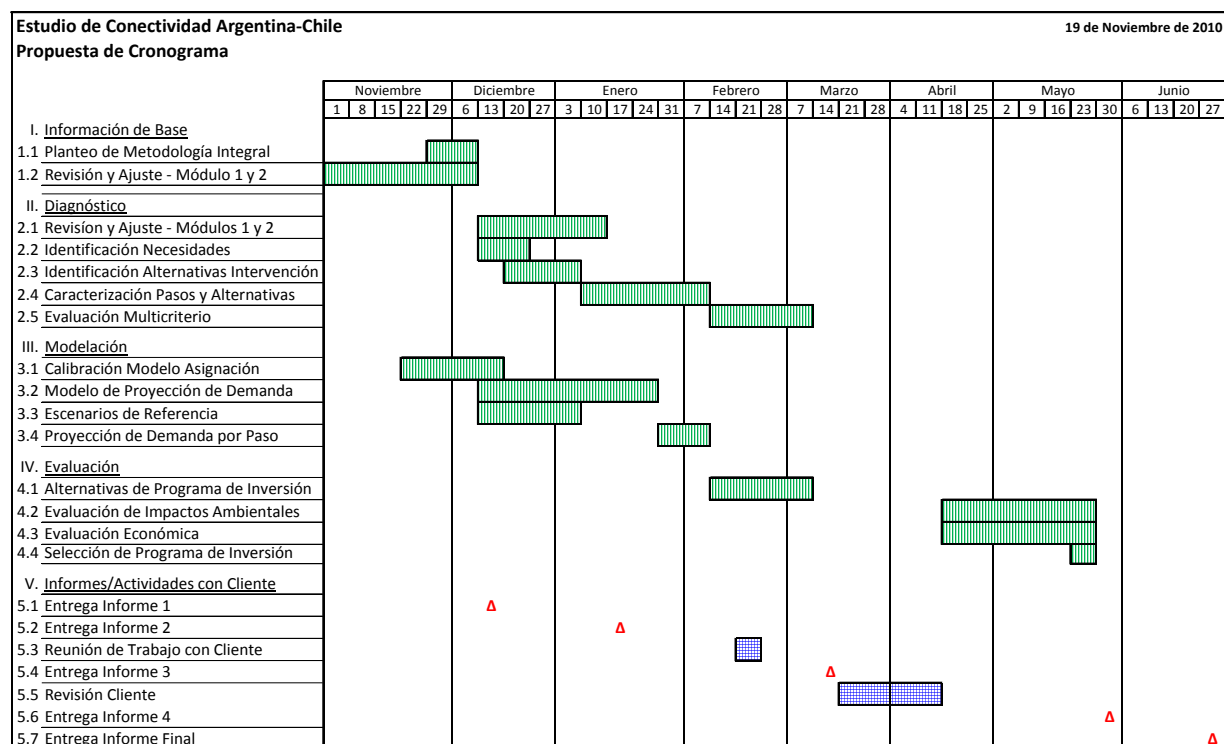 Estudio de Conectividad Argentina-Chile 19 de Noviembre de 2010
Propuesta de Cronograma
Noviembre Diciembre Enero Febrero Marzo Abril Mayo Junio
1 8 15 22 29 6 13 20 27 3 10 17 24 31 7 14 21 28 7 14 21 28 4 11 18 25 2 9 16 23 30 6 13 20 27
I. Información de Base
1.1 Planteo de Metodología Integral
1.2 Revisión y Ajuste - Módulo 1 y 2
II. Diagnóstico
2.1 Revisíon y Ajuste - Módulos 1 y 2
2.2 Identificación Necesidades
2.3 Identificación Alternativas Intervención
2.4 Caracterización Pasos y Alternativas
2.5 Evaluación Multicriterio
III. Modelación
3.1 Calibración Modelo Asignación
3.2 Modelo de Proyección de Demanda
3.3 Escenarios de Referencia
3.4 Proyección de Demanda por Paso
IV. Evaluación
4.1 Alternativas de Programa de Inversión
4.2 Evaluación de Impactos Ambientales
4.3 Evaluación Económica
4.4 Selección de Programa de Inversión
V. Informes/Actividades con Cliente
5.1 Entrega Informe 1 Δ
5.2 Entrega Informe 2 Δ
5.3 Reunión de Trabajo con Cliente
5.4 Entrega Informe 3 Δ
5.5 Revisión Cliente
5.6 Entrega Informe 4 Δ
5.7 Entrega Informe Final Δ